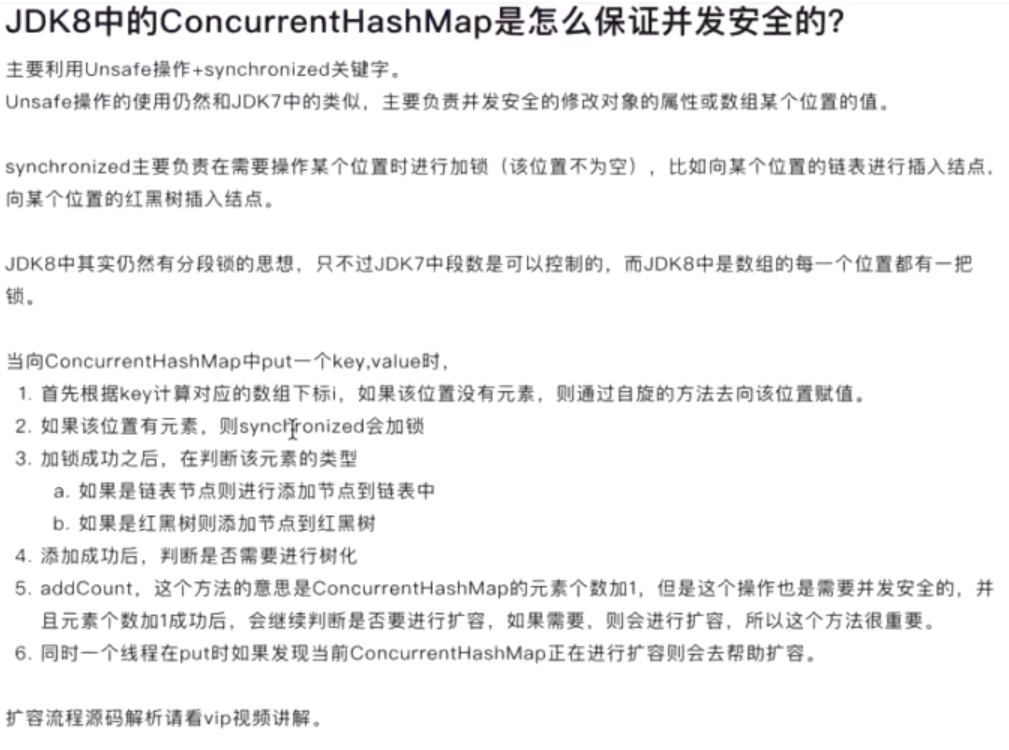 JDK8中的ConcurrentHashMap是怎么保证并发安全的?
主要利用Unsafe操作+synchronized关键字。
Unsafe操作的使用仍然和JDK7中的类似，主要负责并发安全的修改对象的属性或数组某个位置的值。
synchronized主要负责在需要操作某个位置时进行加锁（该位置不为空），比如向某个位置的链表进行插入结点，
向某个位置的红黑树插入结点。
JDK8中其实仍然有分段锁的思想，只不过JDK7中段数是可以控制的，而JDK8中是数组的每一个位置都有一把
锁。
当向ConcurrentHashMap中put一个key,value时，
1. 首先根据key计算对应的数组下标i，如果该位置没有元素，则通过自旋的方法去向该位置赋值。
2. 如果该位置有元素，则synchronized会加锁
3. 加锁成功之后，在判断该元素的类型
a. 如果是链表节点则进行添加节点到链表中
b. 如果是红黑树则添加节点到红黑树
4. 添加成功后，判断是否需要进行树化
5. addCount，这个方法的意思是ConcurrentHashMap的元素个数加1，但是这个操作也是需要并发安全的，并
且元素个数加1成功后，会继续判断是否要进行扩容，如果需要，则会进行扩容，所以这个方法很重要。
6. 同时一个线程在put时如果发现当前ConcurrentHashMap正在进行扩容则会去帮助扩容。
扩容流程源码解析请看vip视频讲解。